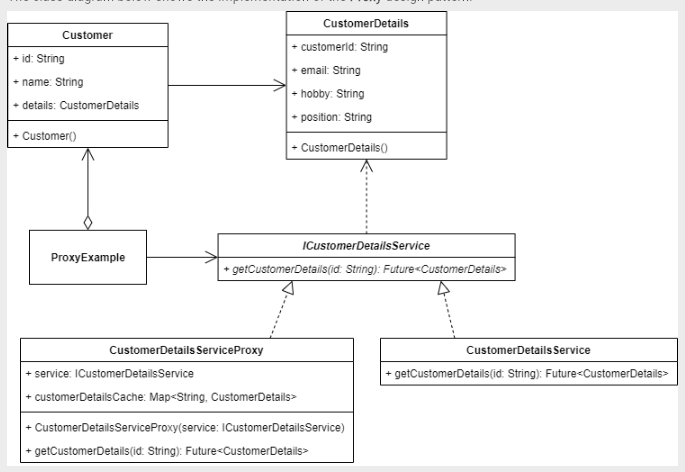 The class diagram below shows the implementation of the Proxy design pattern.
Customer
+ id: String
+ name: String
+ details: CustomerDetails
+ Customer()
CustomerDetails
+ customerId: String
+ email: String
+ hobby: String
+ position: String
+ CustomerDetails()
ProxyExample
ICustomerDetailsService
+ getCustomerDetails(id: String): Future<CustomerDetails>
CustomerDetailsServiceProxy
+ service: ICustomerDetailsService
+ customerDetailsCache: Map<String, CustomerDetails>
+ CustomerDetailsServiceProxy(service: ICustomerDetailsService)
+ getCustomerDetails(id: String): Future<CustomerDetails>
CustomerDetailsService
+ getCustomerDetails(id: String): Future<CustomerDetails>